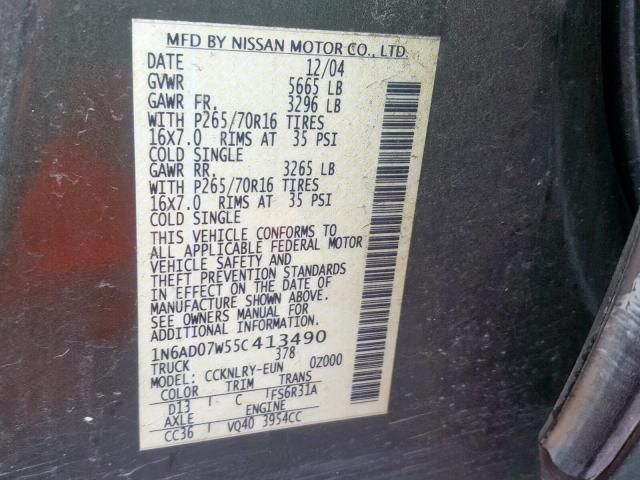 MFD BY NISSAN MOTOR CO., LTD.
DATE 12/04
GVWR 5665 LB
GAWR FR. 3296 LB
WITH P265/70R16 TIRES
16X7.0 RIMS AT 35 PSI
COLD SINGLE
GAWR RR. 3265 LB
WITH P265/70R16 TIRES
16X7.0 RIMS AT 35 PSI
COLD SINGLE
THIS VEHICLE CONFORMS TO
ALL APPLICABLE FEDERAL MOTOR
VEHICLE SAFETY AND
THEFT PREVENTION STANDARDS
IN EFFECT ON THE DATE OF
MANUFACTURE SHOWN ABOVE.
SEE OWNERS MANUAL FOR
ADDITIONAL INFORMATION.
1N6AD07W55C413490
TRUCK 378 0Z000
MODEL: CCKNLRY-EUN
COLOR TRIM TRANS
D13 C FS6R31A
AXLE ENGINE
CC36 VQ40 3954CC